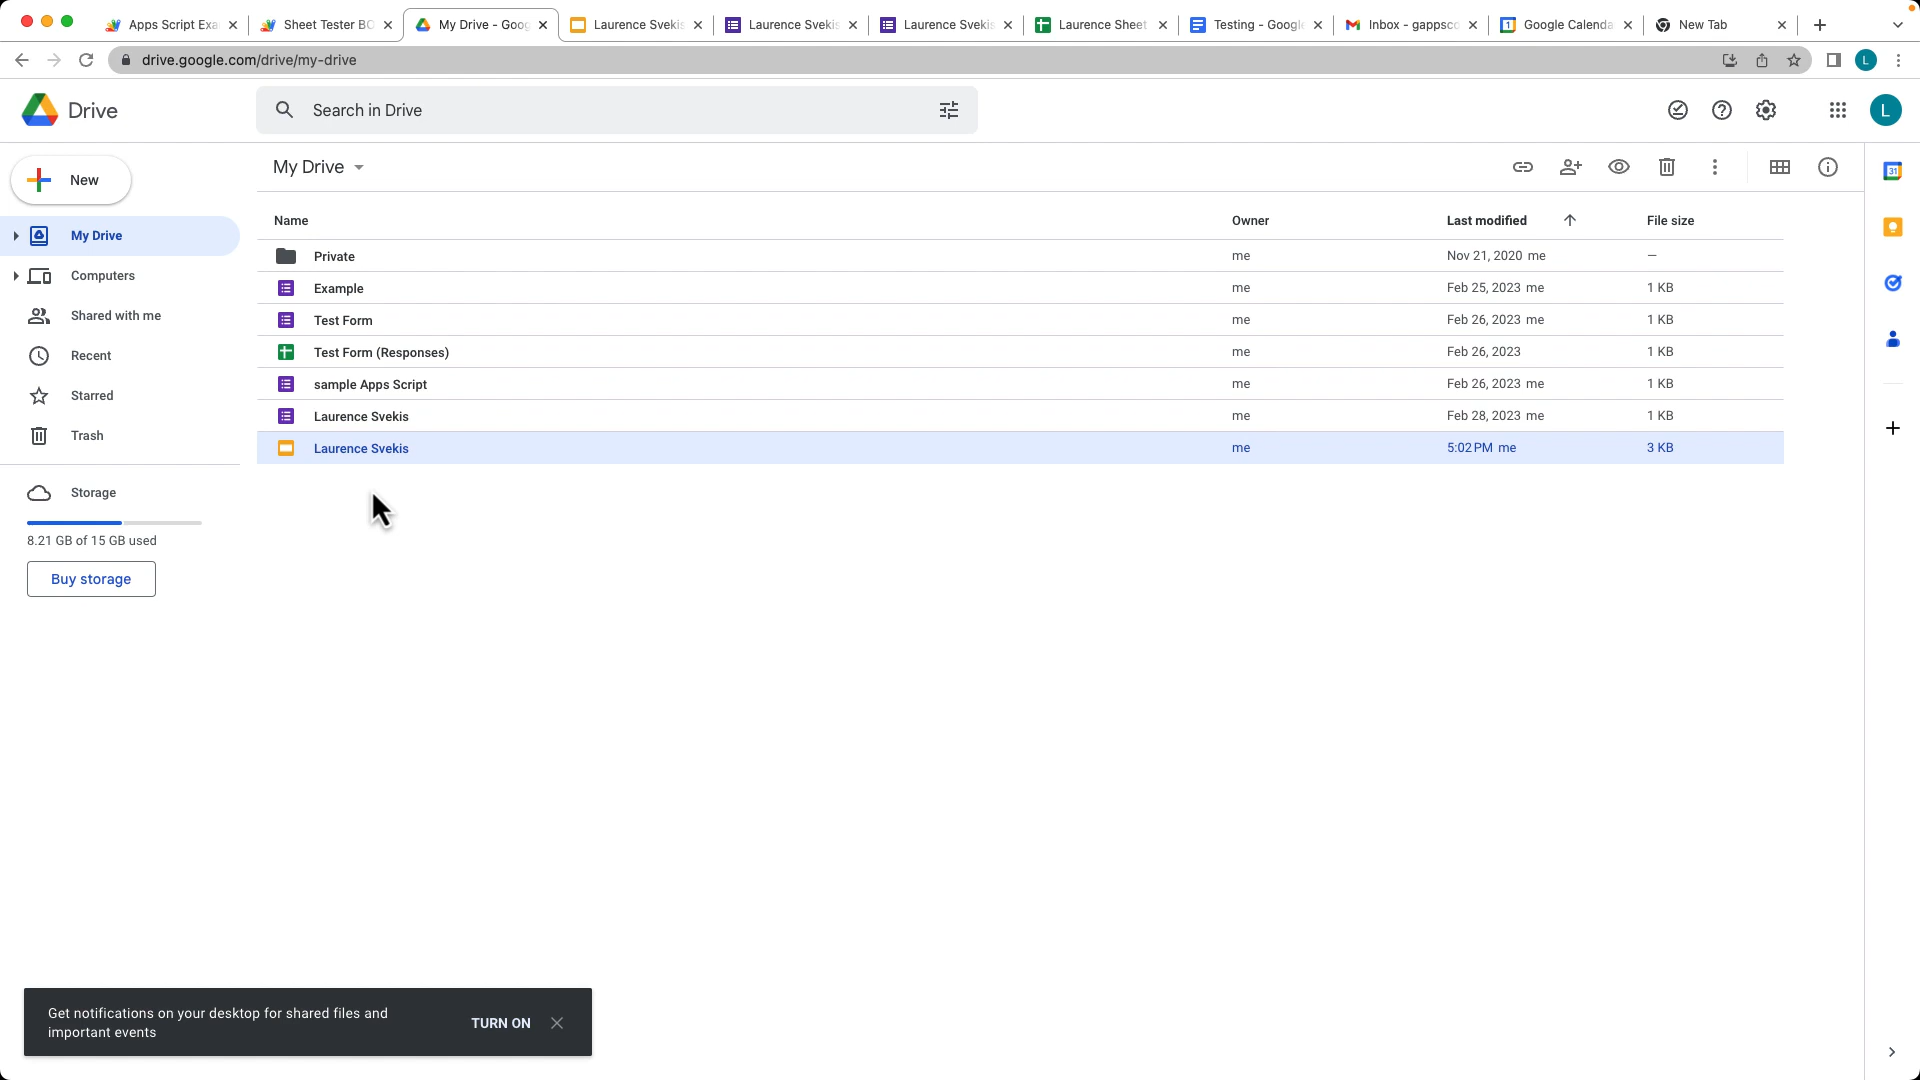 Apps Script Exa
Sheet Tester BO
My Drive - Goog
Laurence Svekis
Laurence Svekis
Laurence Svekis
Laurence Sheet
Testing - Google
Inbox - gappsco
Google Calenda
New Tab
drive.google.com/drive/my-drive
L
Drive
Search in Drive
L
New
My Drive
Computers
Shared with me
Recent
Starred
Trash
Storage
8.21 GB of 15 GB used
Buy storage
My Drive
Name Owner Last modified File size
Private me Nov 21, 2020 me —
Example me Feb 25, 2023 me 1 KB
Test Form me Feb 26, 2023 me 1 KB
Test Form (Responses) me Feb 26, 2023 1 KB
sample Apps Script me Feb 26, 2023 me 1 KB
Laurence Svekis me Feb 28, 2023 me 1 KB
Laurence Svekis me 5:02 PM me 3 KB
31
Get notifications on your desktop for shared files and
important events
TURN ON